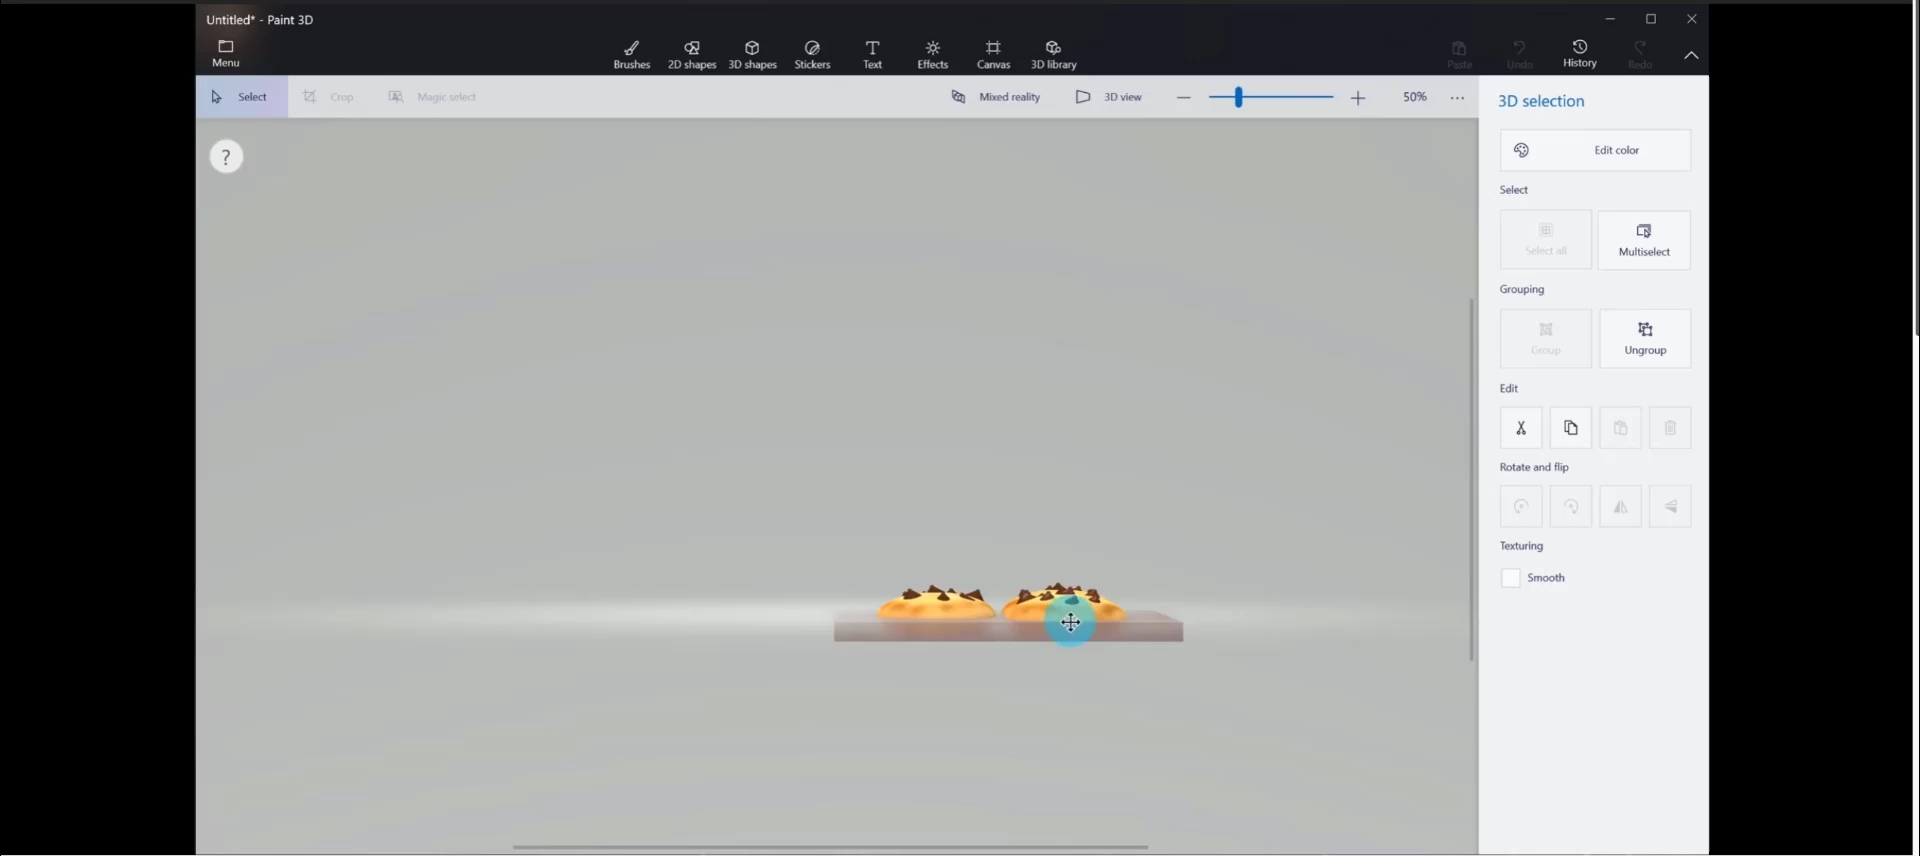 Untitled* - Paint 3D
Menu
Brushes
2D shapes
3D shapes
Stickers
Text
Effects
Canvas
3D library
Paste
Undo
History
Redo
Select
Crop
Magic select
Mixed reality
3D view
50%
?
3D selection
Edit color
Select
Select all
Multiselect
Grouping
Group
Ungroup
Edit
Rotate and flip
Texturing
Smooth